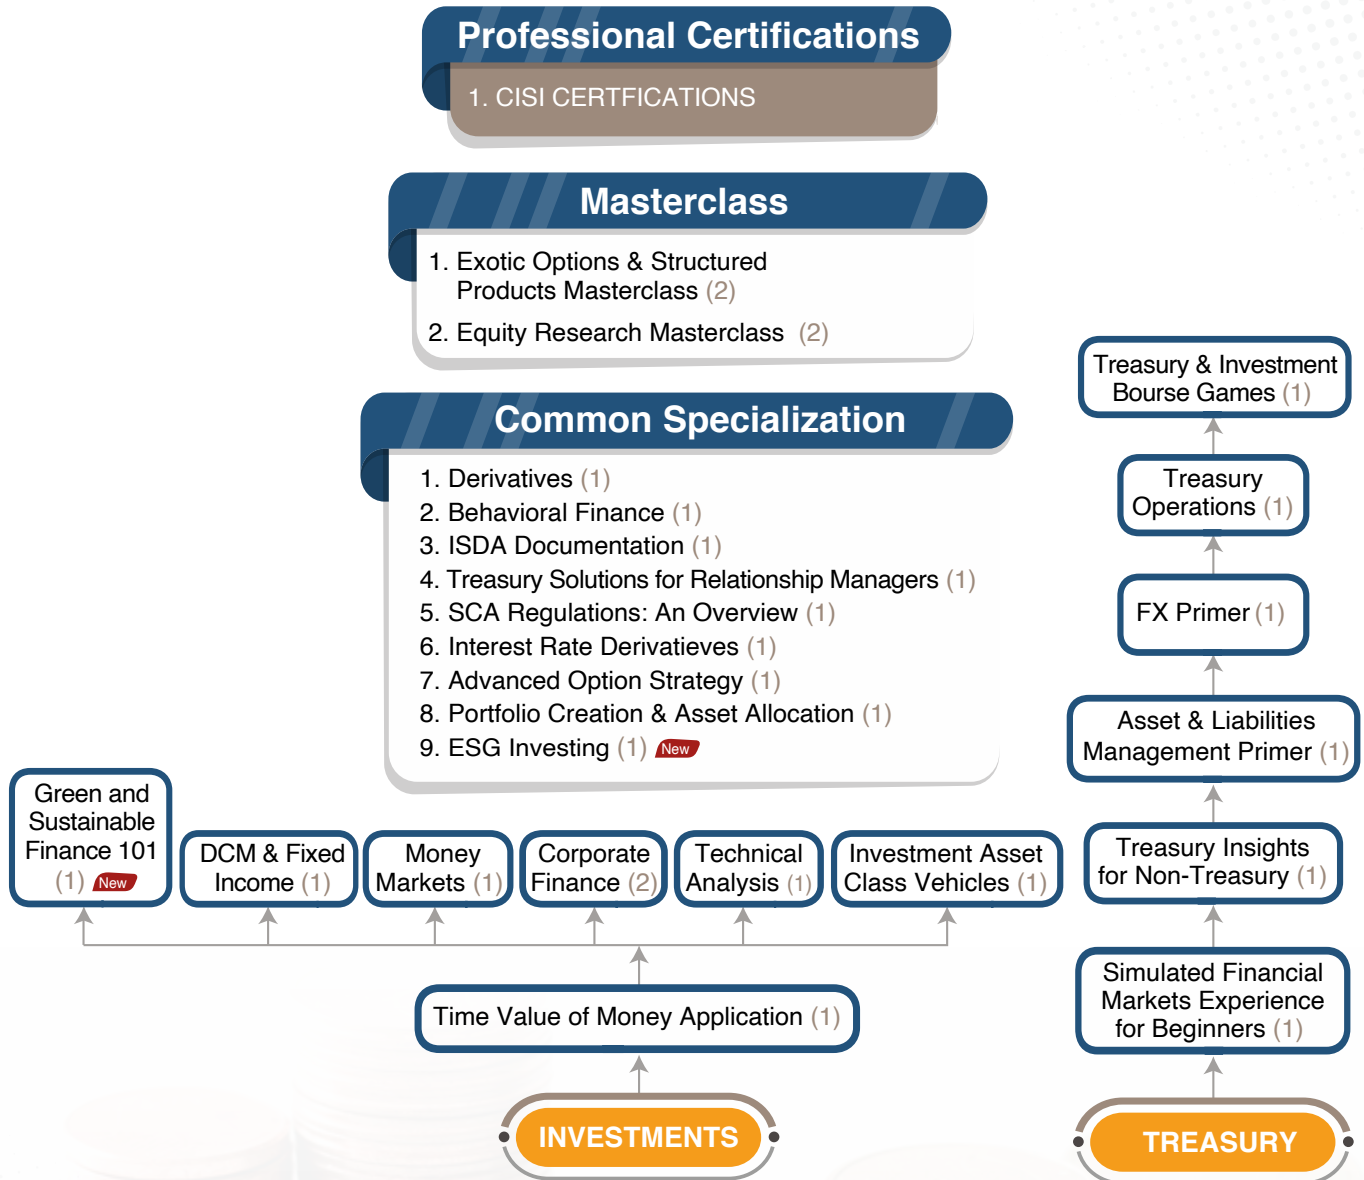 Professional Certifications
1. CISI CERTFICATIONS
Masterclass
1. Exotic Options & Structured
Products Masterclass (2)
2. Equity Research Masterclass (2)
Common Specialization
1. Derivatives (1)
2. Behavioral Finance (1)
3. ISDA Documentation (1)
4. Treasury Solutions for Relationship Managers (1)
5. SCA Regulations: An Overview (1)
6. Interest Rate Derivatieves (1)
7. Advanced Option Strategy (1)
8. Portfolio Creation & Asset Allocation (1)
9. ESG Investing (1) New
Green and
Sustainable
Finance 101
(1) New
DCM & Fixed
Income (1)
Money
Markets (1)
Corporate
Finance (2)
Technical
Analysis (1)
Investment Asset
Class Vehicles (1)
Time Value of Money Application (1)
INVESTMENTS
Treasury & Investment
Bourse Games (1)
Treasury
Operations (1)
FX Primer (1)
Asset & Liabilities
Management Primer (1)
Treasury Insights
for Non-Treasury (1)
Simulated Financial
Markets Experience
for Beginners (1)
TREASURY